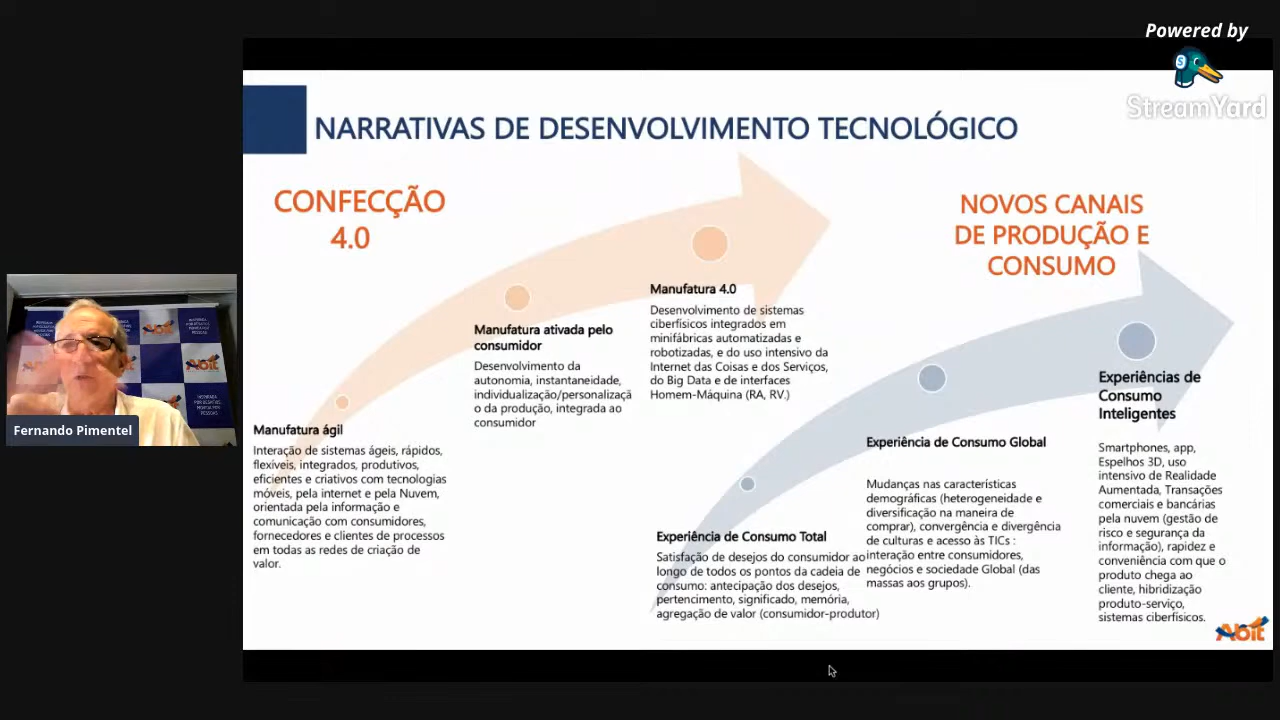 Powered by
StreamYard
NARRATIVAS DE DESENVOLVIMENTO TECNOLÓGICO
CONFECÇÃO
4.0
NOVOS CANAIS
DE PRODUÇÃO E
CONSUMO
Manufatura ágil
Interação de sistemas ágeis, rápidos,
flexíveis, integrados, produtivos,
eficientes e criativos com tecnologias
móveis, pela internet e pela Nuvem,
orientada pela informação e
comunicação com consumidores,
fornecedores e clientes de processos
em todas as redes de criação de
valor.
Manufatura ativada pelo
consumidor
Desenvolvimento da
autonomia, instantaneidade,
individualização/personalizaçã
o da produção, integrada ao
consumidor
Manufatura 4.0
Desenvolvimento de sistemas
ciberfísicos integrados em
minifábricas automatizadas e
robotizadas, e do uso intensivo da
Internet das Coisas e dos Serviços,
do Big Data e de interfaces
Homem-Máquina (RA, RV.)
Experiência de Consumo Total
Satisfação de desejos do consumidor ao
longo de todos os pontos da cadeia de
consumo: antecipação dos desejos,
pertencimento, significado, memória,
agregação de valor (consumidor-produtor)
Experiência de Consumo Global
Mudanças nas características
demográficas (heterogeneidade e
diversificação na maneira de
comprar), convergência e divergência
de culturas e acesso às TICs :
interação entre consumidores,
negócios e sociedade Global (das
massas aos grupos).
Experiências de
Consumo
Inteligentes
Smartphones, app,
Espelhos 3D, uso
intensivo de Realidade
Aumentada, Transações
comerciais e bancárias
pela nuvem (gestão de
risco e segurança da
informação), rapidez e
conveniência com que o
produto chega ao
cliente, hibridização
produto-serviço,
sistemas ciberfísicos.
Abit
Fernando Pimentel